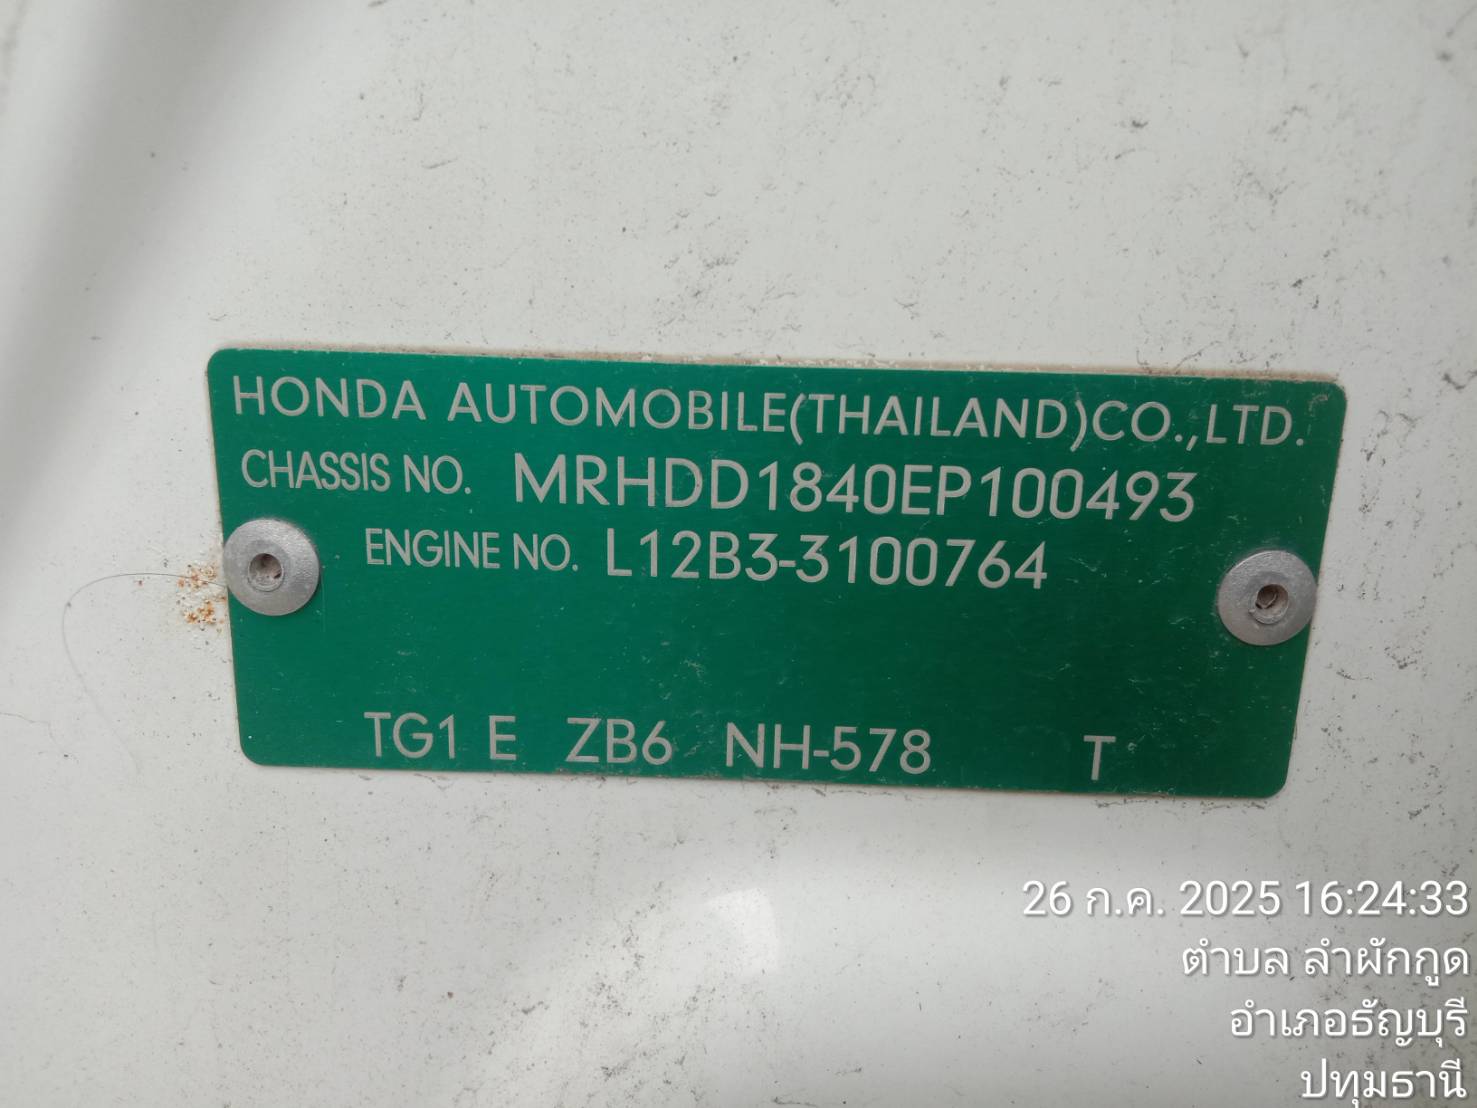 HONDA AUTOMOBILE(THAILAND)CO.,LTD.
CHASSIS NO. MRHDD1840EP100493
ENGINE NO. L12B3-3100764
TG1 E ZB6 NH-578 T
26 ก.ค. 2025 16:24:33
ตำบล ลำผักกูด
อำเภอธัญบุรี
ปทุมธานี